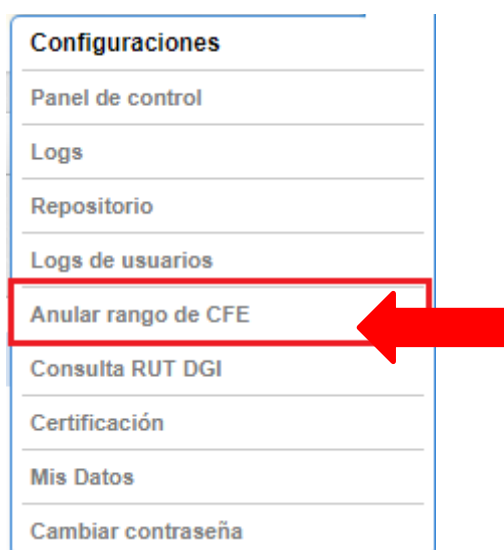 Configuraciones
Panel de control
Logs
Repositorio
Logs de usuarios
Anular rango de CFE
Consulta RUT DGI
Certificación
Mis Datos
Cambiar contraseña